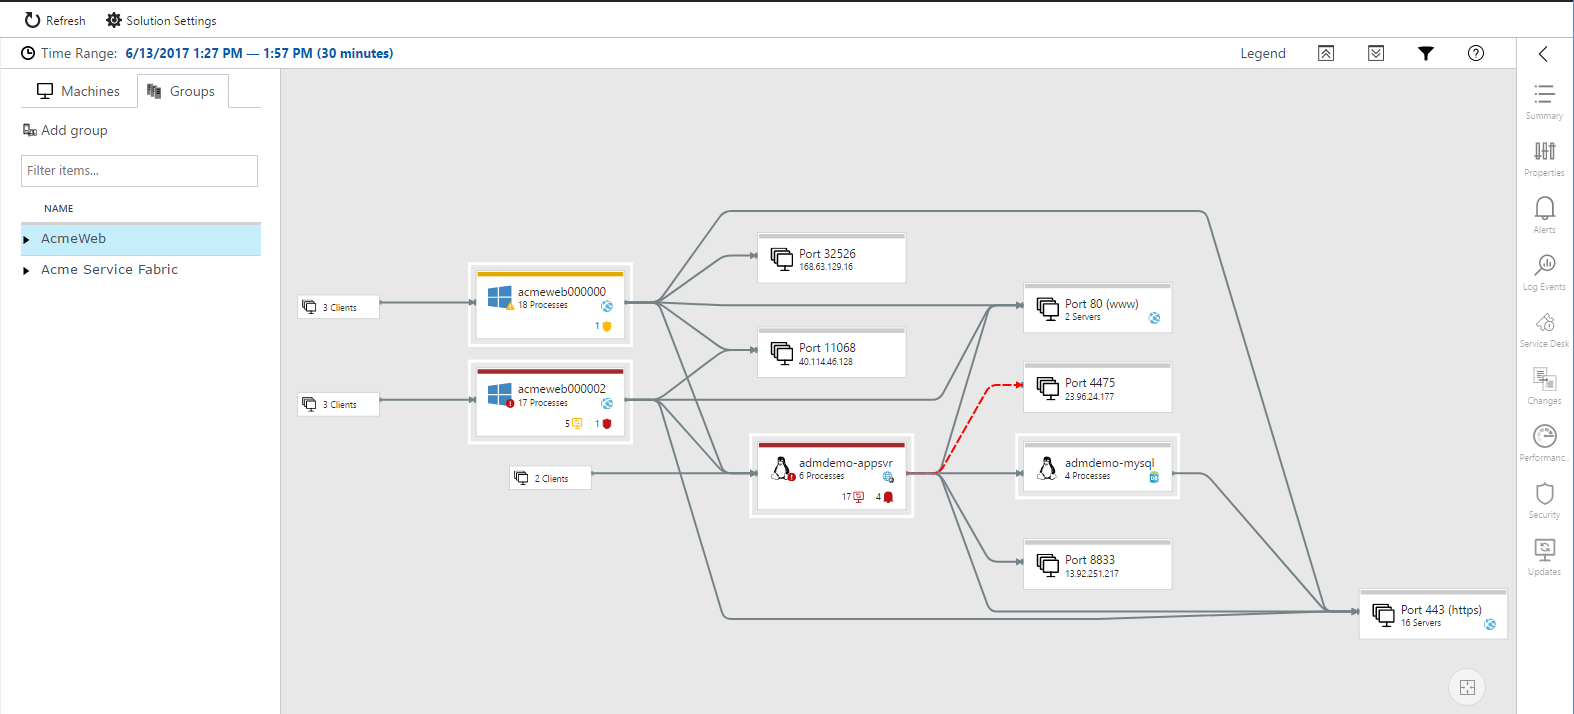 Refresh
Solution Settings
Time Range: 6/13/2017 1:27 PM — 1:57 PM (30 minutes)
Legend
Machines
Groups
Add group
Filter items...
NAME
AcmeWeb
Acme Service Fabric
3 Clients
acmeweb000000
18 Processes
1
3 Clients
acmeweb000002
17 Processes
5
1
2 Clients
Port 32526
168.63.129.16
Port 11068
40.114.46.128
admdemo-appsvr
6 Processes
17
4
Port 80 (www)
2 Servers
Port 4475
23.96.24.177
admdemo-mysql
4 Processes
DB
Port 8833
13.92.251.217
Port 443 (https)
16 Servers
Summary
Properties
Alerts
Log Events
Service Desk
Changes
Performanc..
Security
Updates